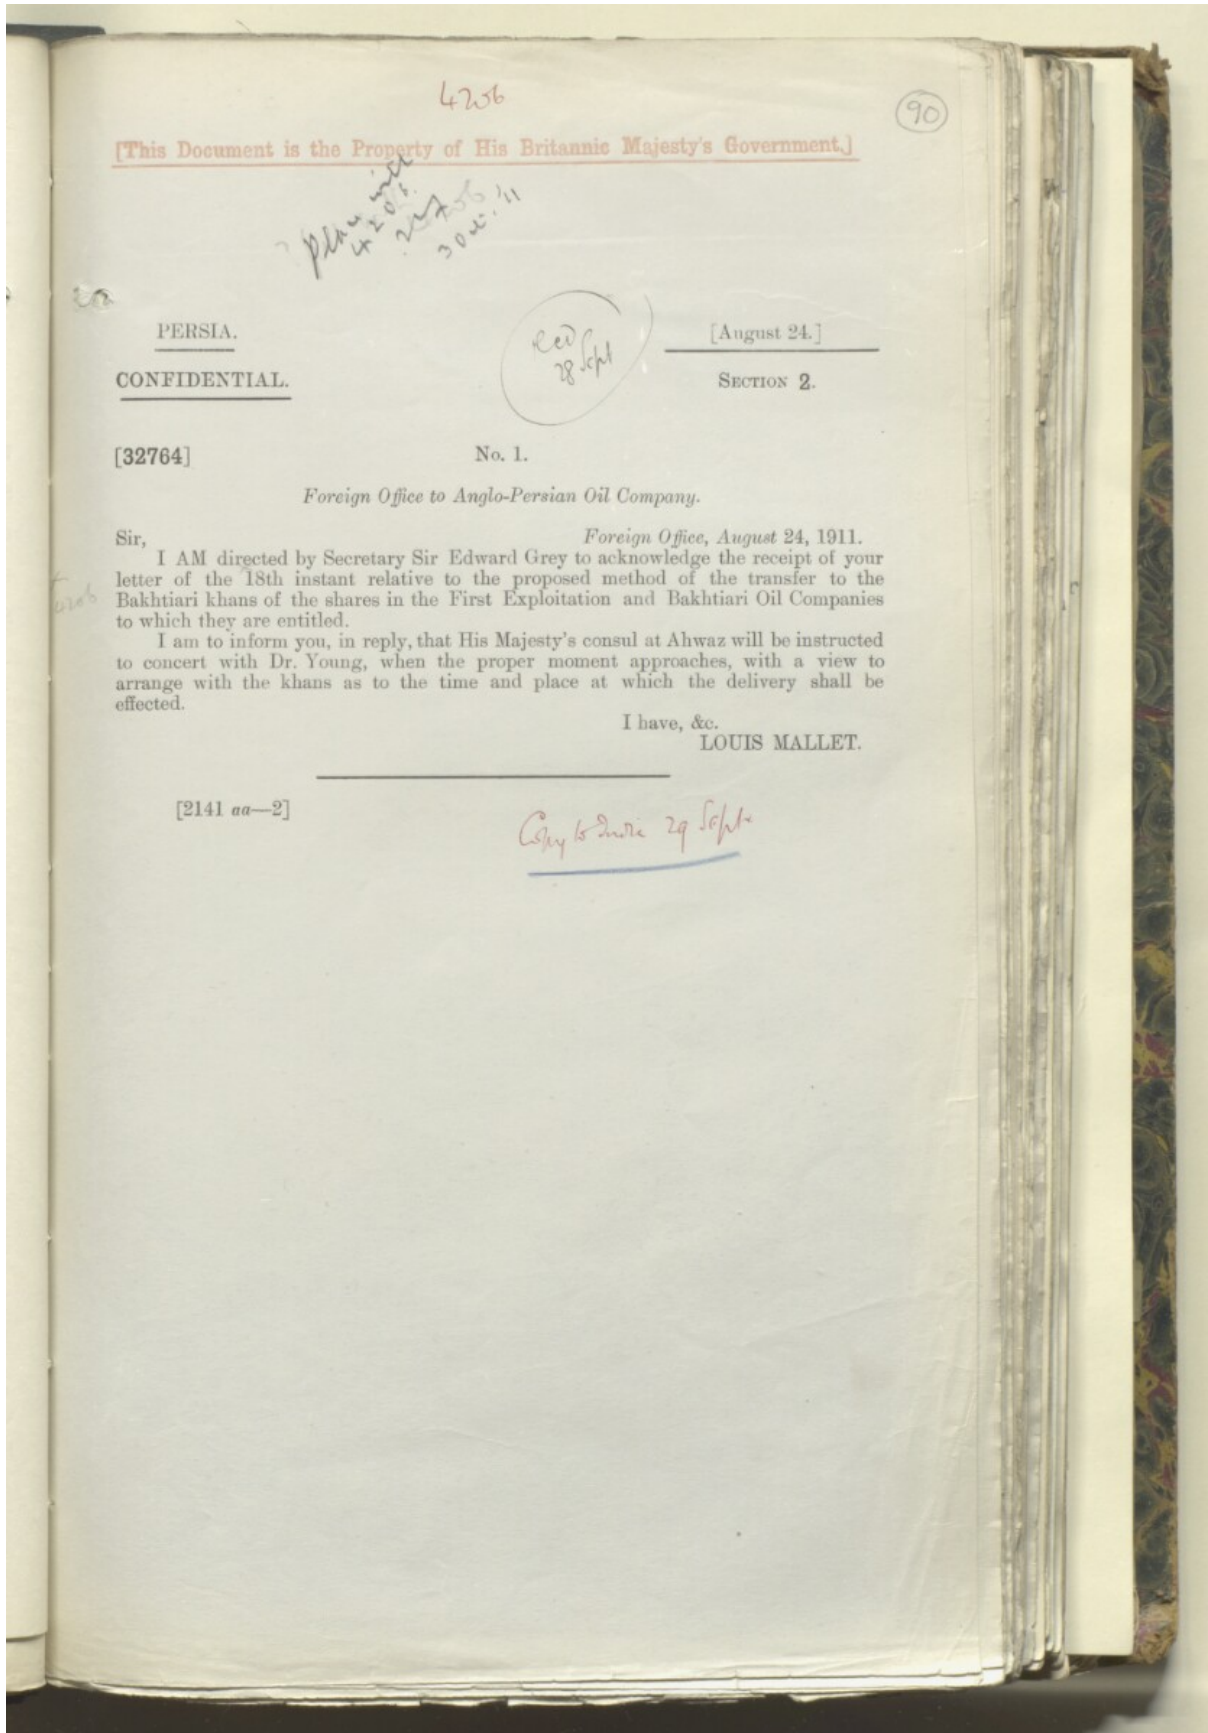 4206
90
[This Document is the Property of His Britannic Majesty's Government.]
4206
3 Oct. '11
PERSIA.
[August 24.]
Recd
28 Sept
CONFIDENTIAL.
SECTION 2.
[32764]
No. 1.
Foreign Office to Anglo-Persian Oil Company.
Sir, Foreign Office, August 24, 1911.
I AM directed by Secretary Sir Edward Grey to acknowledge the receipt of your
letter of the 18th instant relative to the proposed method of the transfer to the
Bakhtiari khans of the shares in the First Exploitation and Bakhtiari Oil Companies
to which they are entitled.
I am to inform you, in reply, that His Majesty's consul at Ahwaz will be instructed
to concert with Dr. Young, when the proper moment approaches, with a view to
arrange with the khans as to the time and place at which the delivery shall be
effected.
I have, &c.
LOUIS MALLET.
[2141 aa—2]
Copy to India 29 Sept